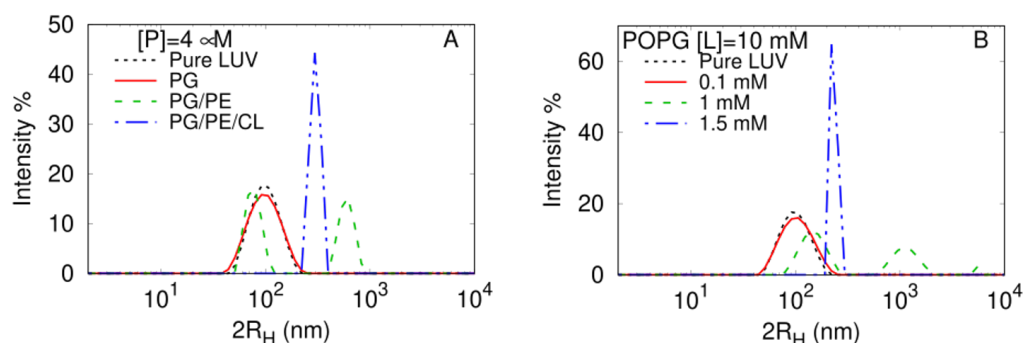 50
40
30
20
10
0
Intensity %
[P]=4 ∝M
A
Pure LUV
PG
PG/PE
PG/PE/CL
10¹ 10² 10³ 10⁴
2R_H (nm)
60
40
20
0
Intensity %
POPG [L]=10 mM
B
Pure LUV
0.1 mM
1 mM
1.5 mM
10¹ 10² 10³ 10⁴
2R_H (nm)